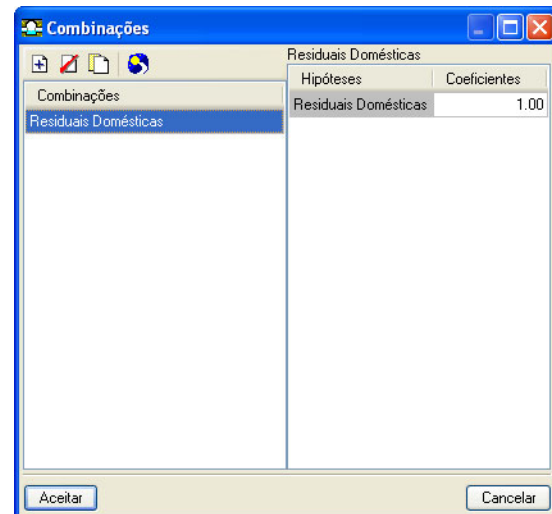 Combinações
Residuais Domésticas
Hipóteses Coeficientes
Combinações
Residuais Domésticas 1.00
Residuais Domésticas
Aceitar Cancelar